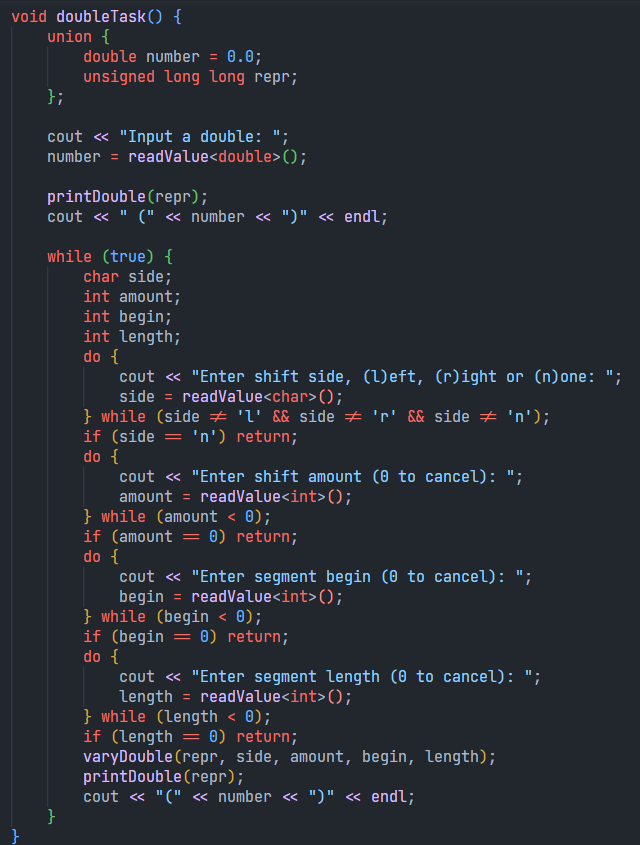 void doubleTask() {
    union {
        double number = 0.0;
        unsigned long long repr;
    };

    cout << "Input a double: ";
    number = readValue<double>();

    printDouble(repr);
    cout << " (" << number << ")" << endl;

    while (true) {
        char side;
        int amount;
        int begin;
        int length;
        do {
            cout << "Enter shift side, (l)eft, (r)ight or (n)one: ";
            side = readValue<char>();
        } while (side != 'l' && side != 'r' && side != 'n');
        if (side == 'n') return;
        do {
            cout << "Enter shift amount (0 to cancel): ";
            amount = readValue<int>();
        } while (amount < 0);
        if (amount == 0) return;
        do {
            cout << "Enter segment begin (0 to cancel): ";
            begin = readValue<int>();
        } while (begin < 0);
        if (begin == 0) return;
        do {
            cout << "Enter segment length (0 to cancel): ";
            length = readValue<int>();
        } while (length < 0);
        if (length == 0) return;
        varyDouble(repr, side, amount, begin, length);
        printDouble(repr);
        cout << "(" << number << ")" << endl;
    }
}